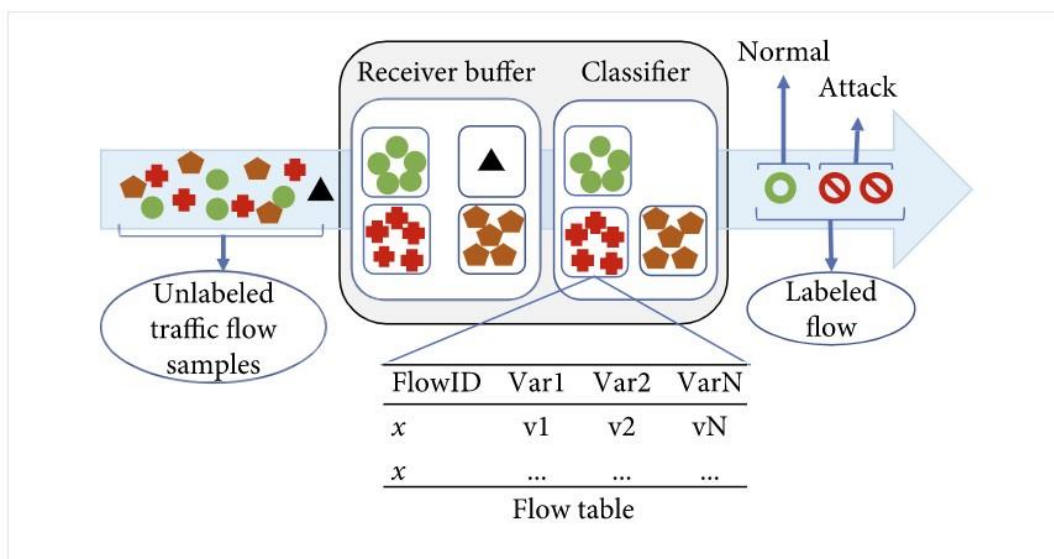 Normal
Receiver buffer
Classifier
Attack
Unlabeled
traffic flow
samples
Labeled
flow
FlowID Var1 Var2 VarN
x v1 v2 vN
x ... ... ...
Flow table